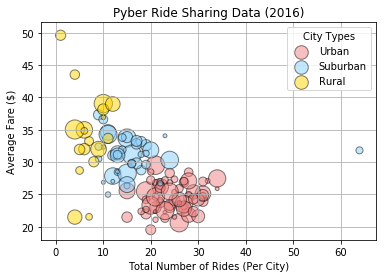 Pyber Ride Sharing Data (2016)
City Types
Urban
Suburban
Rural
50
45
40
35
30
25
20
Average Fare ($)
0 10 20 30 40 50 60
Total Number of Rides (Per City)